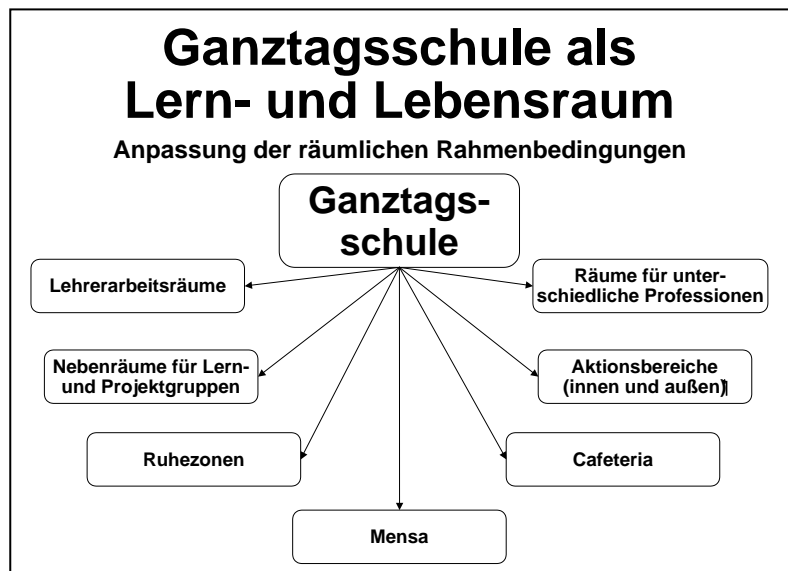 Ganztagsschule als
Lern- und Lebensraum
Anpassung der räumlichen Rahmenbedingungen
Ganztags-
schule
Lehrerarbeitsräume
Räume für unter-
schiedliche Professionen
Nebenräume für Lern-
und Projektgruppen
Aktionsbereiche
(innen und außen)
Ruhezonen
Cafeteria
Mensa